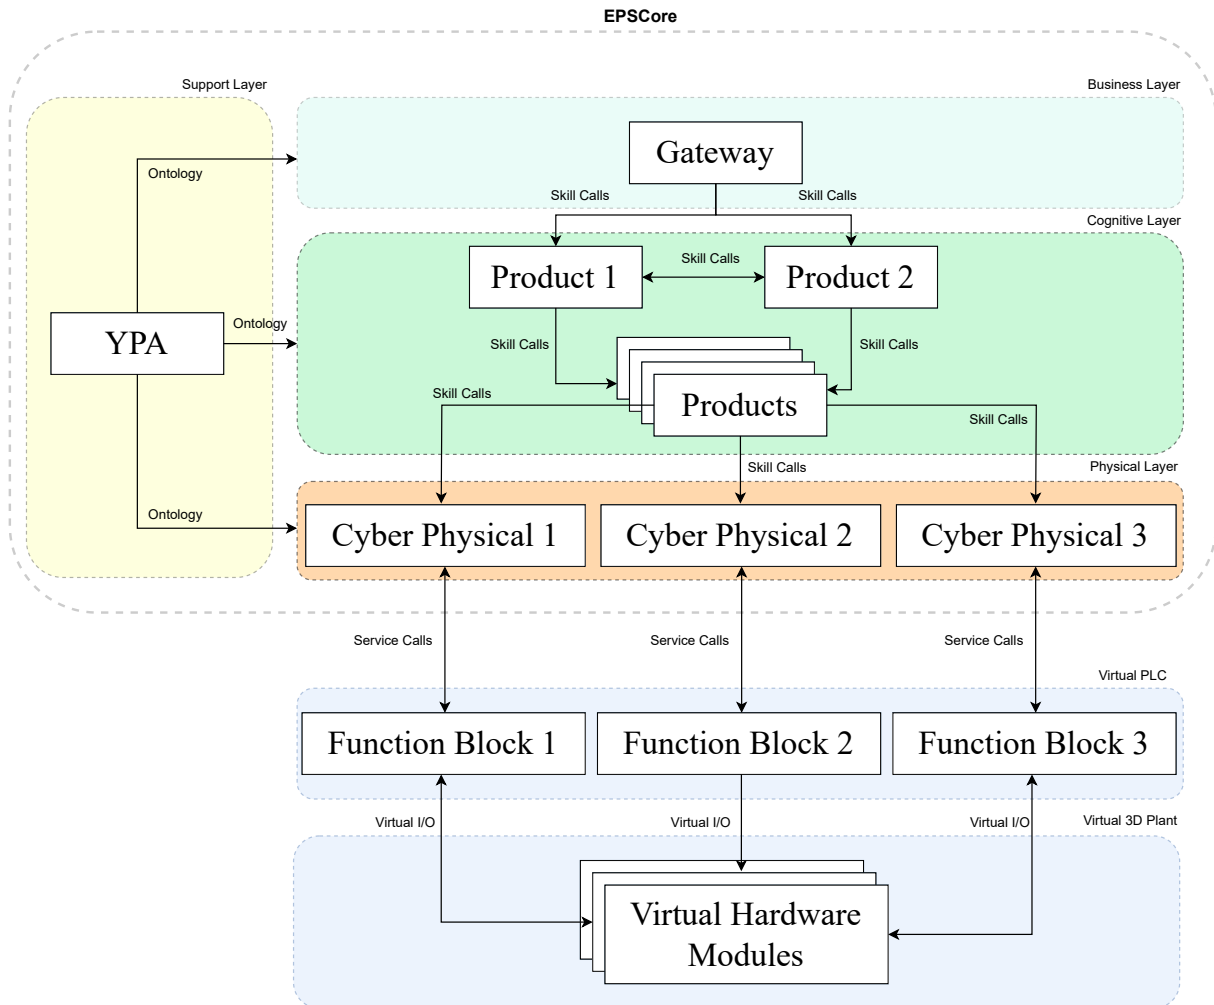 EPSCore
Support Layer
Business Layer
Gateway
Ontology
Skill Calls
Skill Calls
Cognitive Layer
Product 1
Skill Calls
Product 2
YPA
Ontology
Skill Calls
Skill Calls
Skill Calls
Products
Skill Calls
Skill Calls
Physical Layer
Ontology
Cyber Physical 1
Cyber Physical 2
Cyber Physical 3
Service Calls
Service Calls
Service Calls
Virtual PLC
Function Block 1
Function Block 2
Function Block 3
Virtual I/O
Virtual I/O
Virtual I/O
Virtual 3D Plant
Virtual Hardware
Modules